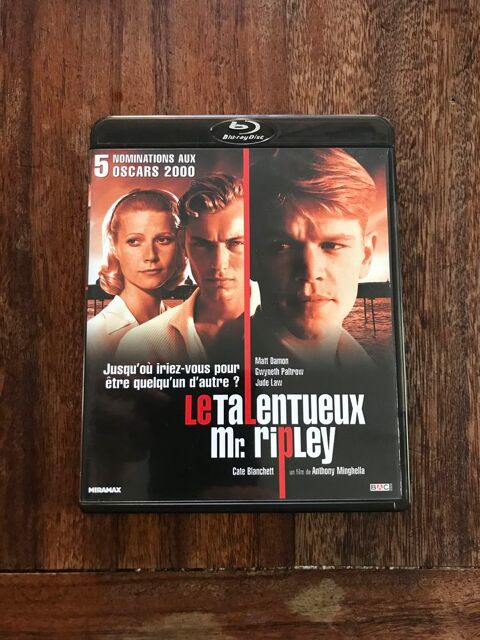 Blu-ray Disc
5 NOMINATIONS AUX
OSCARS 2000
Jusqu'où iriez-vous pour
être quelqu'un d'autre ?
Matt Damon
Gwyneth Paltrow
Jude Law
LE TALENTUEUX
Mr. RIPLEY
Cate Blanchett un film de Anthony Minghella
MIRAMAX
BAC